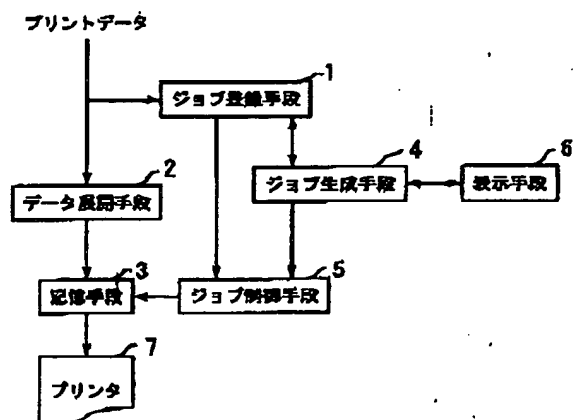 プリントデータ
1
ジョブ登録手段
2
データ展開手段
4
ジョブ生成手段
6
表示手段
3
記憶手段
5
ジョブ制御手段
7
プリンタ